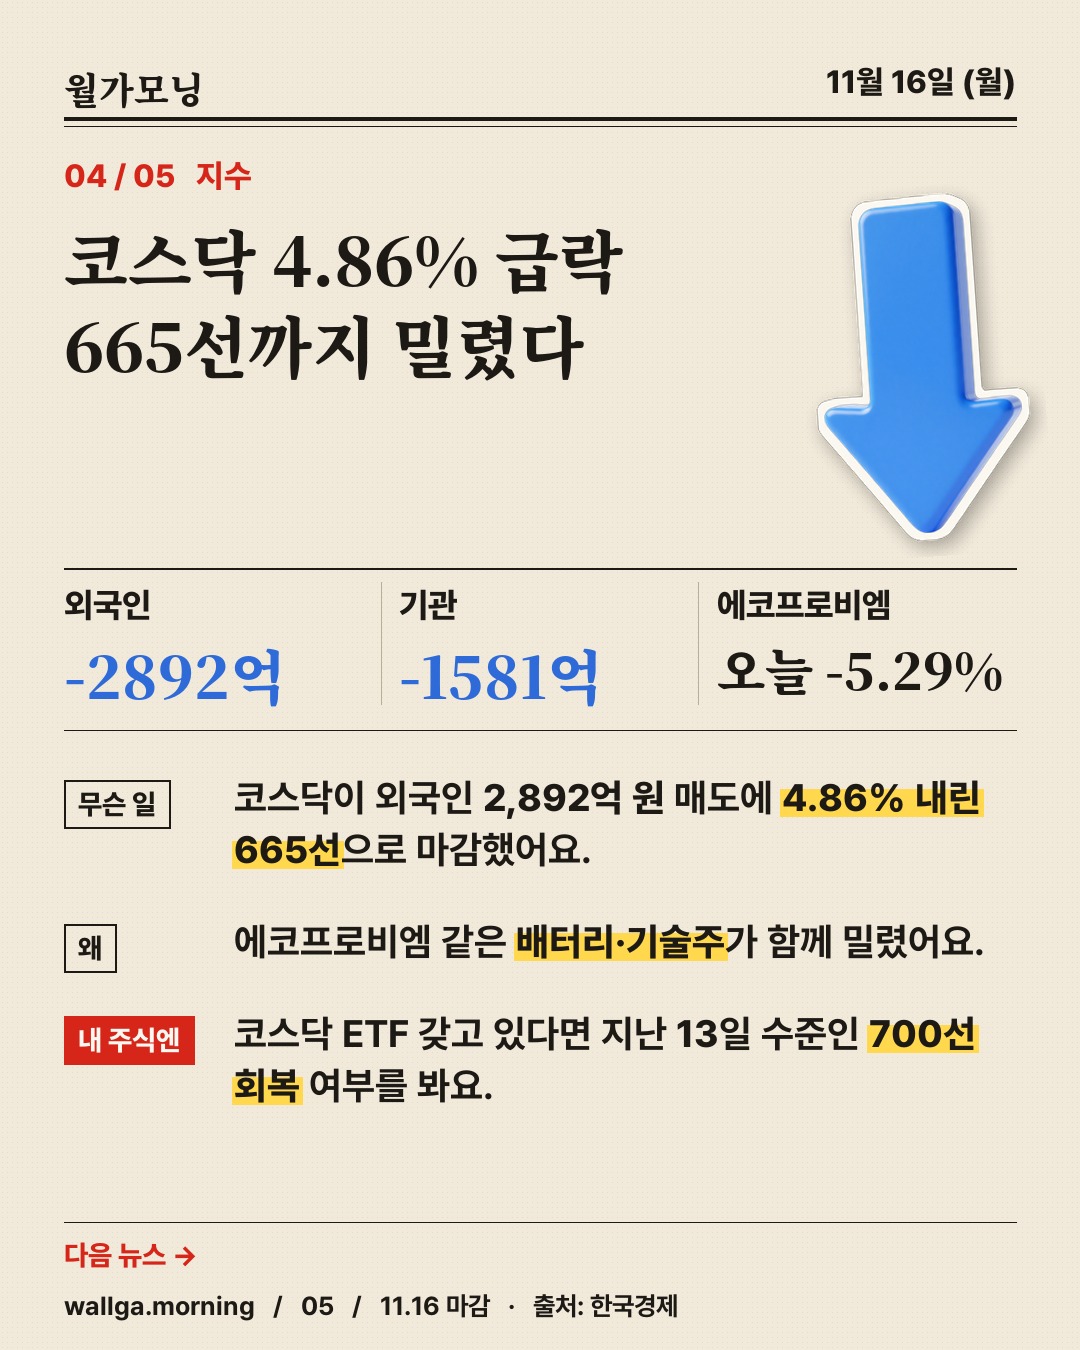 월가모닝
11월 16일 (월)
04 / 05 지수
코스닥 4.86% 급락
665선까지 밀렸다
외국인
-2892억
기관
-1581억
에코프로비엠
오늘 -5.29%
무슨 일
코스닥이 외국인 2,892억 원 매도에 4.86% 내린
665선으로 마감했어요.
왜
에코프로비엠 같은 배터리·기술주가 함께 밀렸어요.
내 주식엔
코스닥 ETF 갖고 있다면 지난 13일 수준인 700선
회복 여부를 봐요.
다음 뉴스 →
wallga.morning / 05 / 11.16 마감 · 출처: 한국경제